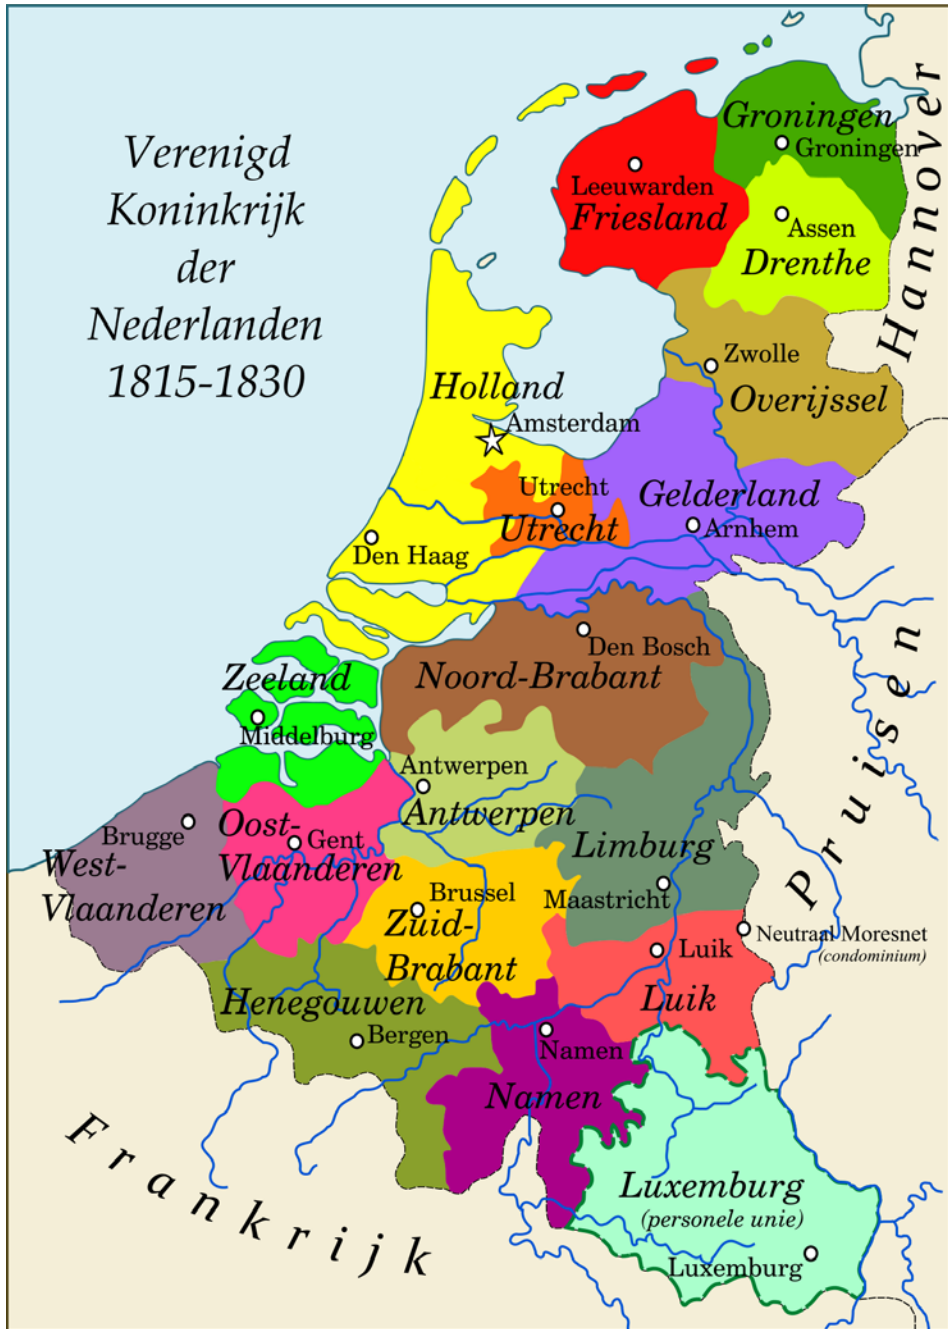 Verenigd
Koninkrijk
der
Nederlanden
1815-1830
Hannover
Groningen
Groningen
Leeuwarden
Friesland
Assen
Drenthe
Zwolle
Overijssel
Holland
Amsterdam
Utrecht
Utrecht
Gelderland
Arnhem
Den Haag
Den Bosch
Noord-Brabant
Zeeland
Middelburg
Pruisen
Antwerpen
Antwerpen
Brugge
West-
Vlaanderen
Oost-
Gent
Vlaanderen
Limburg
Maastricht
Brussel
Zuid-
Brabant
Neutraal Moresnet
(condominium)
Luik
Luik
Henegouwen
Bergen
Namen
Namen
Frankrijk
Luxemburg
(personele unie)
Luxemburg